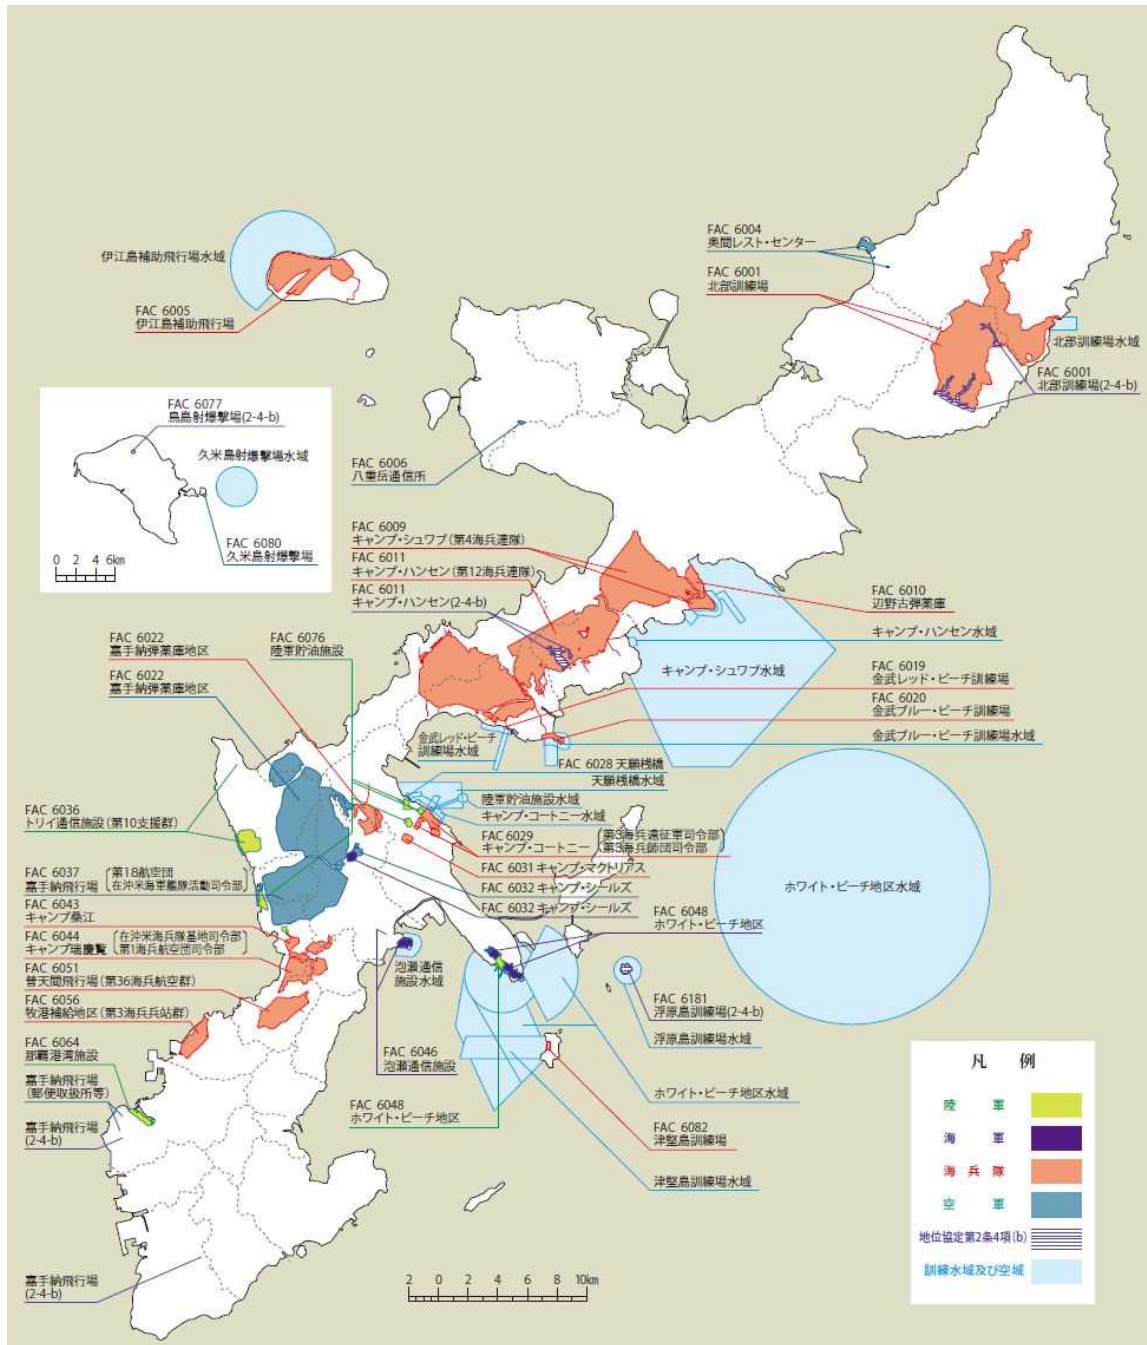 伊江島補助飛行場水域
FAC 6005
伊江島補助飛行場
FAC 6004
奥間レスト・センター
FAC 6001
北部訓練場
北部訓練場水域
FAC 6001
北部訓練場(2-4-b)
FAC 6077
鳥島射爆撃場(2-4-b)
久米島射爆撃場水域
FAC 6080
久米島射爆撃場
0 2 4 6km
FAC 6006
八重岳通信所
FAC 6009
キャンプ・シュワブ(第4海兵連隊)
FAC 6011
キャンプ・ハンセン(第12海兵連隊)
FAC 6011
キャンプ・ハンセン(2-4-b)
FAC 6010
辺野古弾薬庫
キャンプ・ハンセン水域
キャンプ・シュワブ水域
FAC 6019
金武レッド・ビーチ訓練場
FAC 6020
金武ブルー・ビーチ訓練場
金武ブルー・ビーチ訓練場水域
FAC 6022
嘉手納弾薬庫地区
FAC 6076
陸軍貯油施設
FAC 6022
嘉手納弾薬庫地区
金武レッド・ビーチ
訓練場水域
FAC 6028 天願桟橋
天願桟橋水域
陸軍貯油施設水域
キャンプ・コートニー水域
FAC 6029
キャンプ・コートニー
第3海兵遠征軍司令部
第3海兵師団司令部
FAC 6031 キャンプ・マクトリアス
FAC 6032 キャンプ・シールズ
FAC 6032 キャンプ・シールズ
FAC 6048
ホワイト・ビーチ地区
ホワイト・ビーチ地区水域
FAC 6036
トリイ通信施設(第10支援群)
FAC 6037
嘉手納飛行場
第18航空団
在沖米海軍艦隊活動司令部
FAC 6043
キャンプ桑江
FAC 6044
キャンプ瑞慶覧
在沖米海兵隊基地司令部
第1海兵航空団司令部
FAC 6051
普天間飛行場(第36海兵航空群)
FAC 6056
牧港補給地区(第3海兵兵站群)
FAC 6064
那覇港湾施設
嘉手納飛行場
(郵便取扱所等)
嘉手納飛行場
(2-4-b)
嘉手納飛行場
(2-4-b)
泡瀬通信
施設水域
FAC 6046
泡瀬通信施設
FAC 6048
ホワイト・ビーチ地区
FAC 6181
浮原島訓練場(2-4-b)
浮原島訓練場水域
ホワイト・ビーチ地区水域
FAC 6082
津堅島訓練場
津堅島訓練場水域
2 0 2 4 6 8 10km
凡例
陸軍
海軍
海兵隊
空軍
地位協定第2条4項(b)
訓練水域及び空域